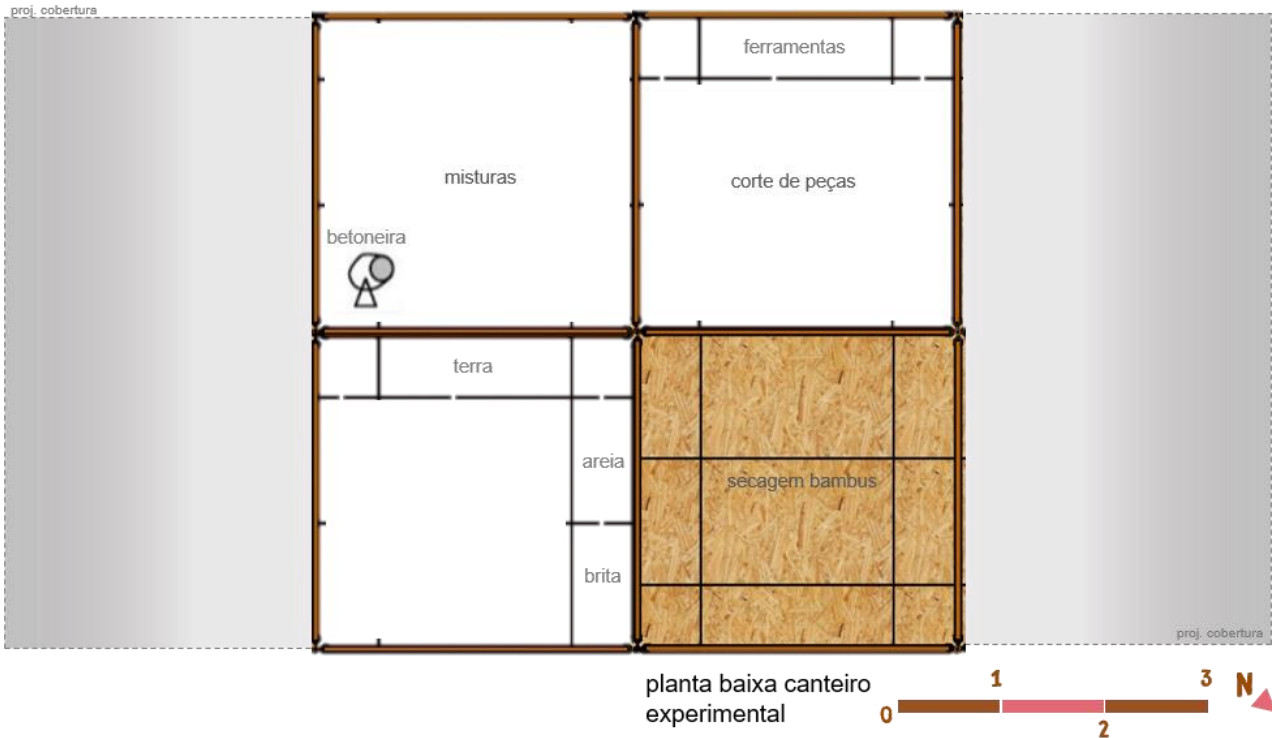 proj. cobertura
ferramentas
misturas
corte de peças
betoneira
terra
areia
secagem bambus
brita
proj. cobertura
planta baixa canteiro
experimental
0 1 2 3
N